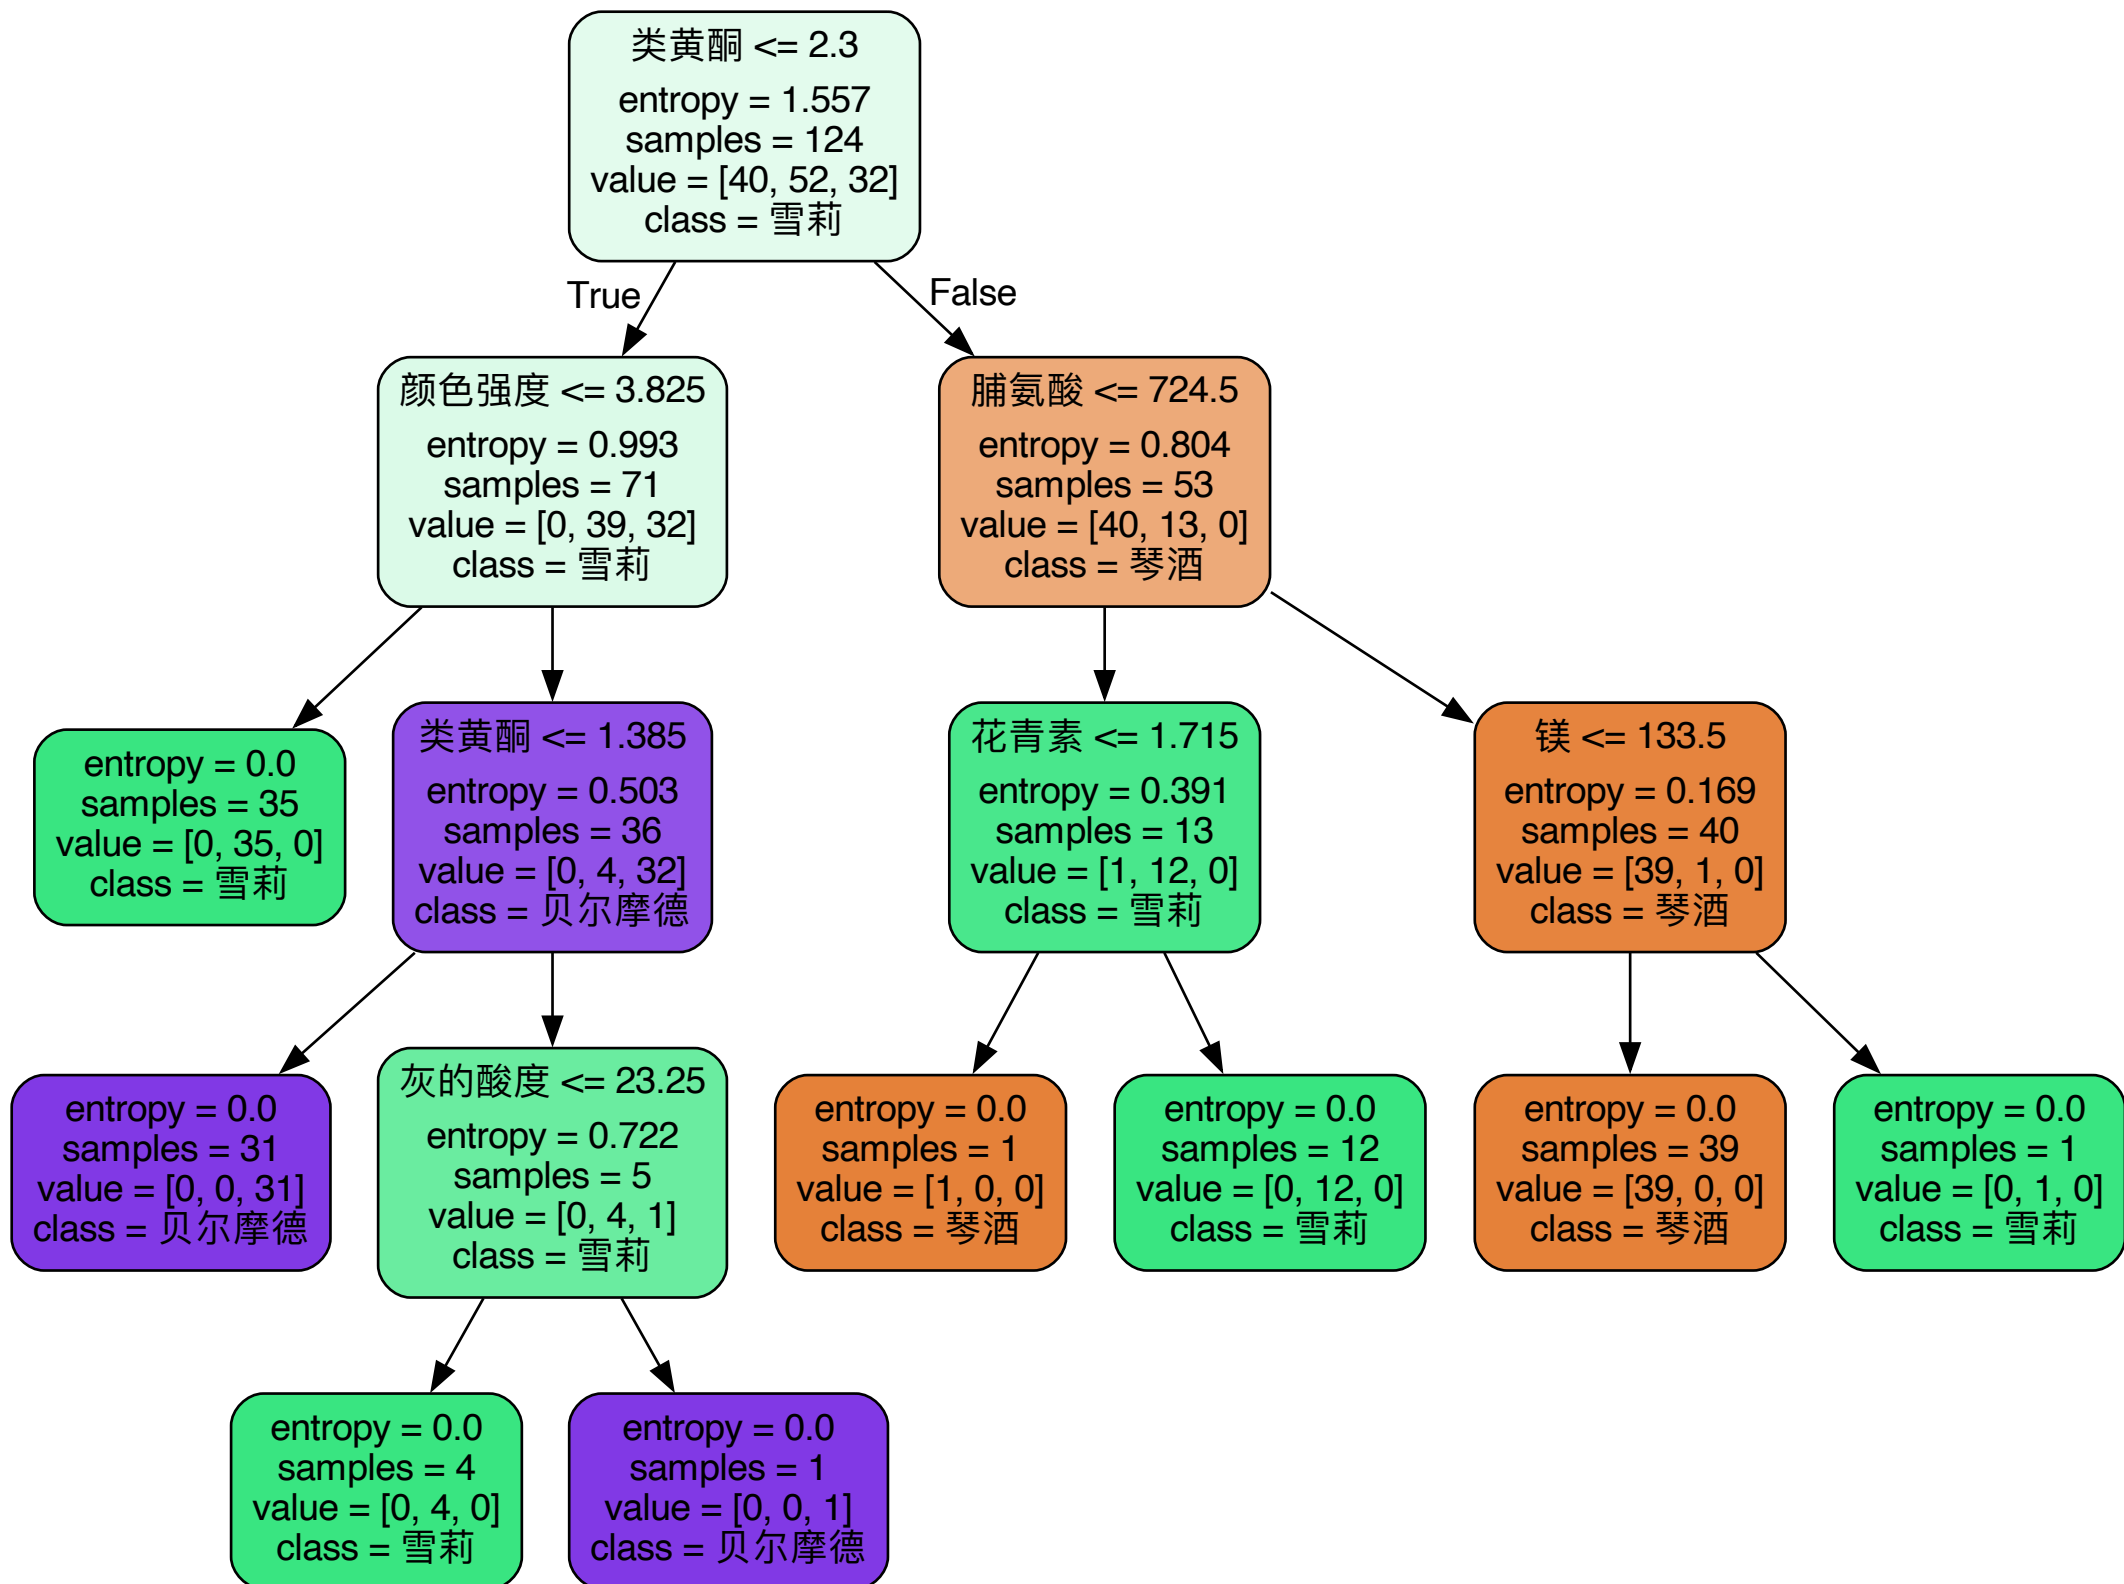 类黄酮 <= 2.3
entropy = 1.557
samples = 124
value = [40, 52, 32]
class = 雪莉
True
False
颜色强度 <= 3.825
entropy = 0.993
samples = 71
value = [0, 39, 32]
class = 雪莉
脯氨酸 <= 724.5
entropy = 0.804
samples = 53
value = [40, 13, 0]
class = 琴酒
entropy = 0.0
samples = 35
value = [0, 35, 0]
class = 雪莉
类黄酮 <= 1.385
entropy = 0.503
samples = 36
value = [0, 4, 32]
class = 贝尔摩德
花青素 <= 1.715
entropy = 0.391
samples = 13
value = [1, 12, 0]
class = 雪莉
镁 <= 133.5
entropy = 0.169
samples = 40
value = [39, 1, 0]
class = 琴酒
entropy = 0.0
samples = 31
value = [0, 0, 31]
class = 贝尔摩德
灰的酸度 <= 23.25
entropy = 0.722
samples = 5
value = [0, 4, 1]
class = 雪莉
entropy = 0.0
samples = 1
value = [1, 0, 0]
class = 琴酒
entropy = 0.0
samples = 12
value = [0, 12, 0]
class = 雪莉
entropy = 0.0
samples = 39
value = [39, 0, 0]
class = 琴酒
entropy = 0.0
samples = 1
value = [0, 1, 0]
class = 雪莉
entropy = 0.0
samples = 4
value = [0, 4, 0]
class = 雪莉
entropy = 0.0
samples = 1
value = [0, 0, 1]
class = 贝尔摩德